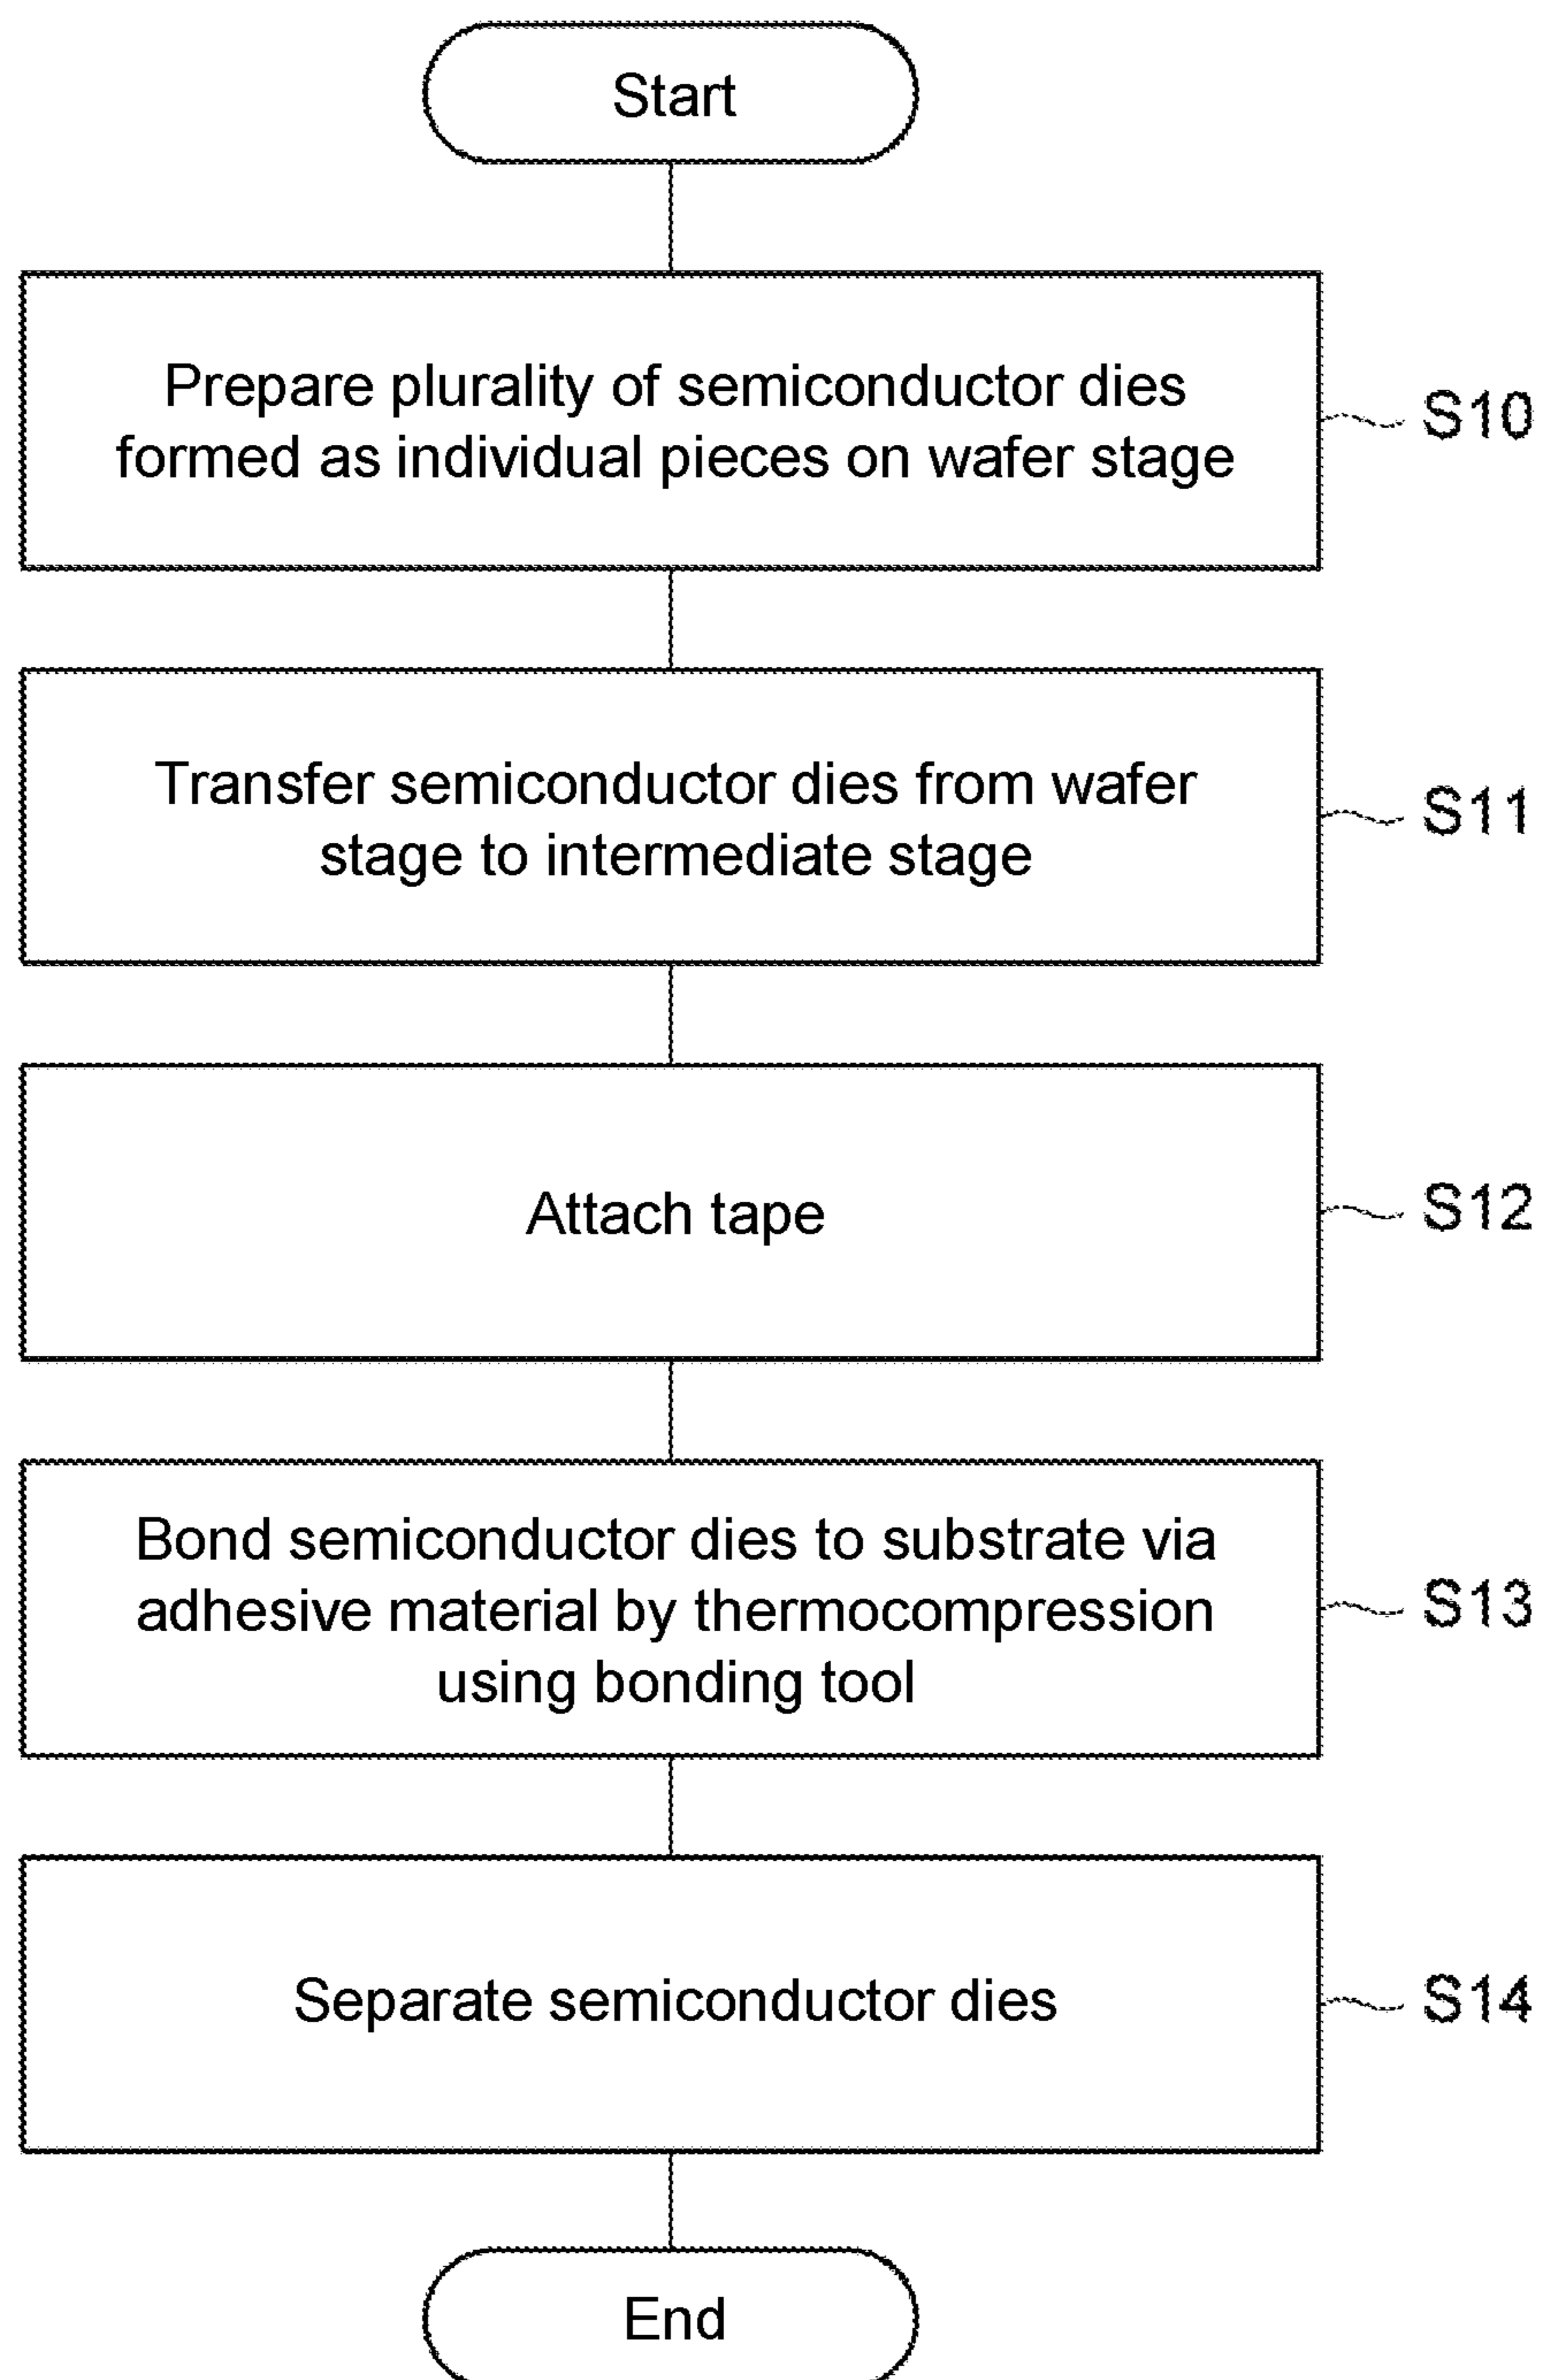 Start
Prepare plurality of semiconductor dies
formed as individual pieces on wafer stage
S10
Transfer semiconductor dies from wafer
stage to intermediate stage
S11
Attach tape
S12
Bond semiconductor dies to substrate via
adhesive material by thermocompression
using bonding tool
S13
Separate semiconductor dies
S14
End